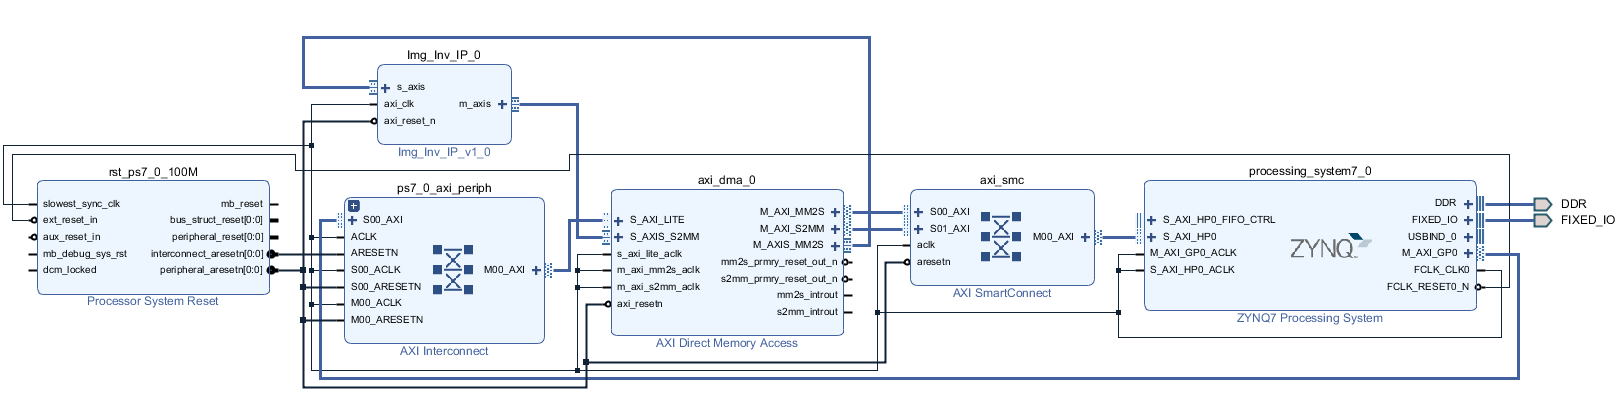 Img_Inv_IP_0
s_axis
axi_clk
axi_reset_n
m_axis
Img_Inv_IP_v1_0
rst_ps7_0_100M
slowest_sync_clk
ext_reset_in
aux_reset_in
mb_debug_sys_rst
dcm_locked
mb_reset
bus_struct_reset[0:0]
peripheral_reset[0:0]
interconnect_aresetn[0:0]
peripheral_aresetn[0:0]
Processor System Reset
ps7_0_axi_periph
S00_AXI
ACLK
ARESETN
S00_ACLK
S00_ARESETN
M00_ACLK
M00_ARESETN
M00_AXI
AXI Interconnect
axi_dma_0
S_AXI_LITE
S_AXIS_S2MM
s_axi_lite_aclk
m_axi_mm2s_aclk
m_axi_s2mm_aclk
axi_resetn
M_AXI_MM2S
M_AXI_S2MM
M_AXIS_MM2S
mm2s_prmry_reset_out_n
s2mm_prmry_reset_out_n
mm2s_introut
s2mm_introut
AXI Direct Memory Access
axi_smc
S00_AXI
S01_AXI
aclk
aresetn
M00_AXI
AXI SmartConnect
processing_system7_0
S_AXI_HP0_FIFO_CTRL
S_AXI_HP0
M_AXI_GP0_ACLK
S_AXI_HP0_ACLK
ZYNQ
DDR
FIXED_IO
USBIND_0
M_AXI_GP0
FCLK_CLK0
FCLK_RESET0_N
ZYNQ7 Processing System
DDR
FIXED_IO